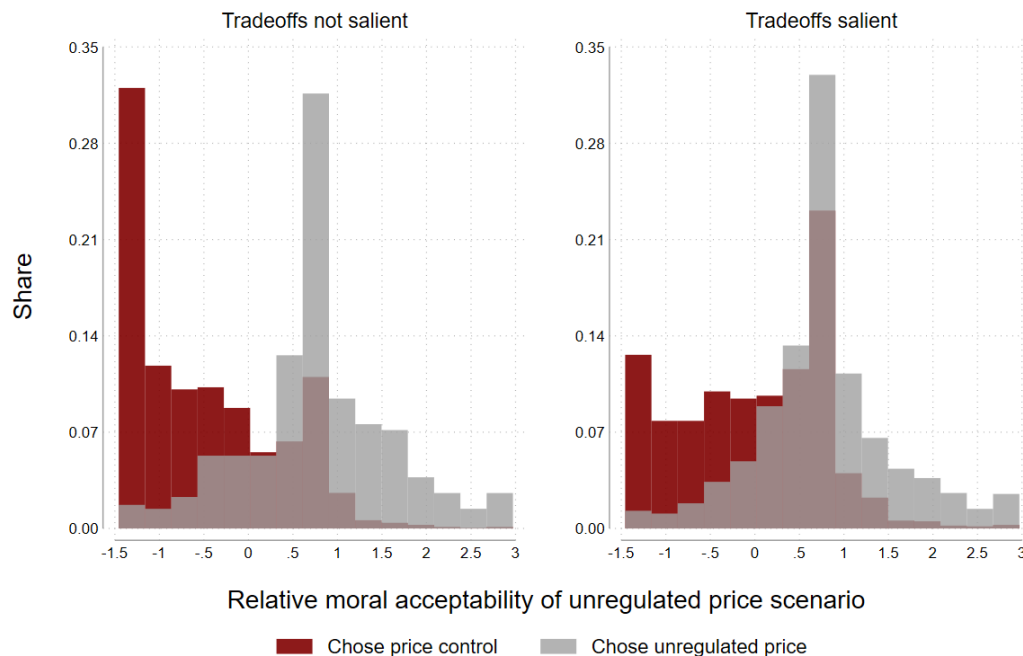 Tradeoffs not salient
Tradeoffs salient
0.35
0.28
0.21
0.14
0.07
0.00
-1.5 -1 -.5 0 .5 1 1.5 2 2.5 3
0.35
0.28
0.21
0.14
0.07
0.00
-1.5 -1 -.5 0 .5 1 1.5 2 2.5 3
Share
Relative moral acceptability of unregulated price scenario
Chose price control
Chose unregulated price